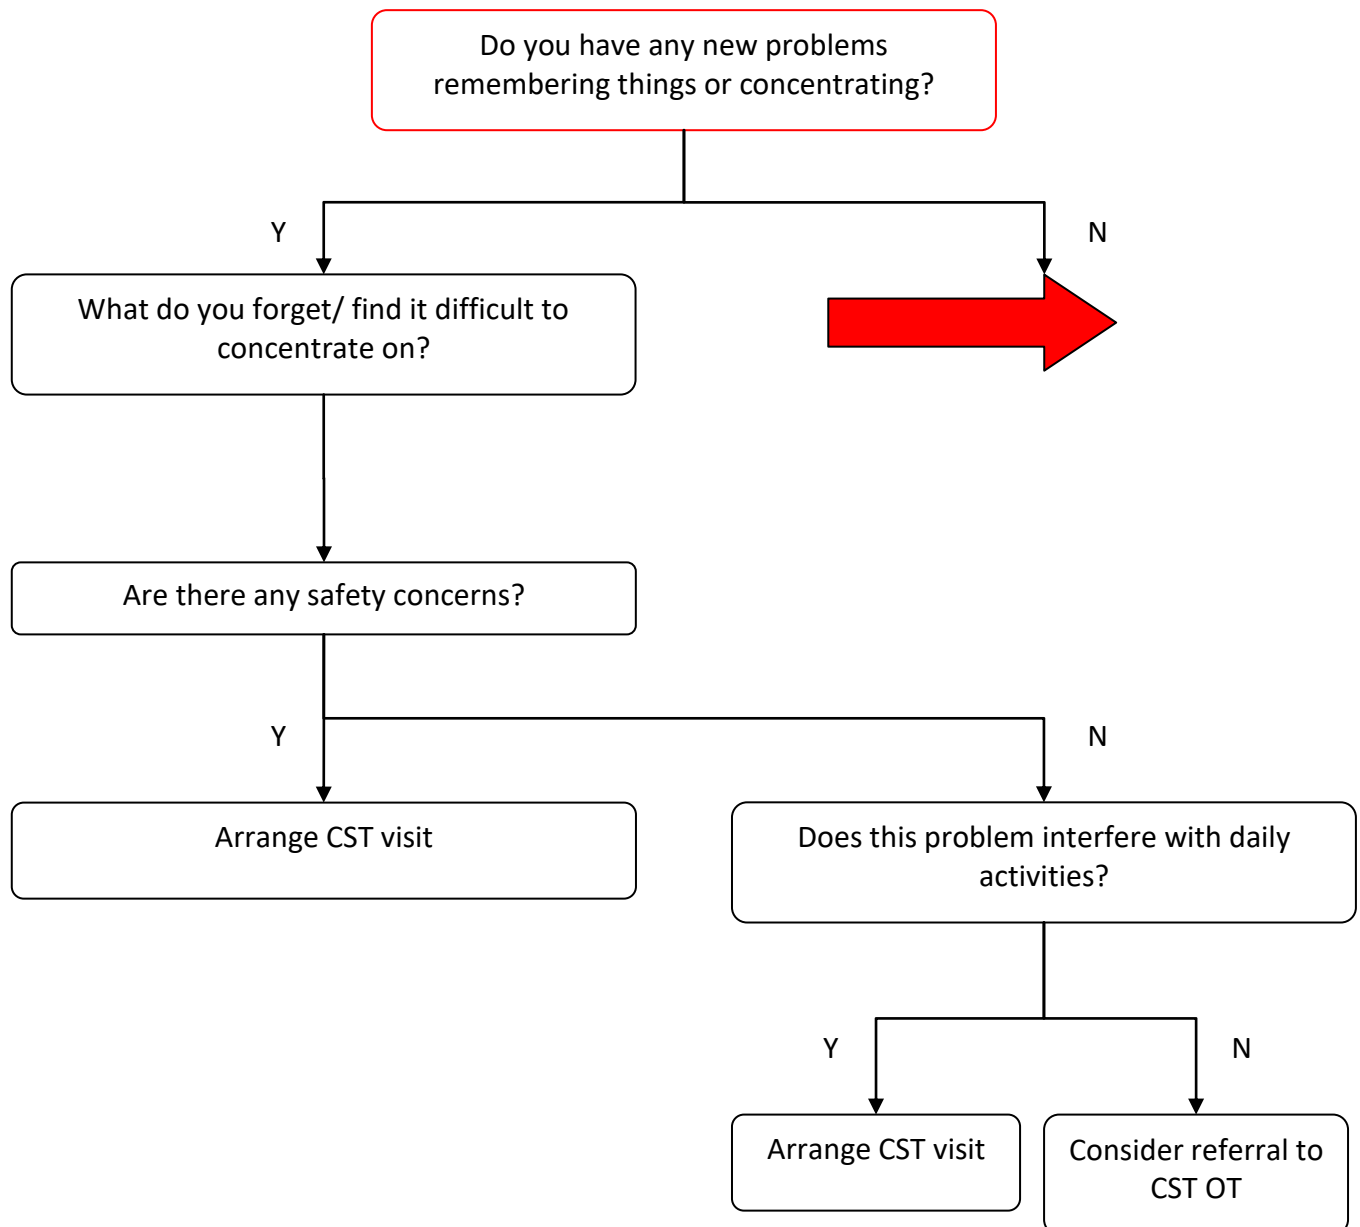 Do you have any new problems
remembering things or concentrating?
Y
N
What do you forget/ find it difficult to
concentrate on?
Are there any safety concerns?
Y
N
Arrange CST visit
Does this problem interfere with daily
activities?
Y
N
Arrange CST visit
Consider referral to
CST OT